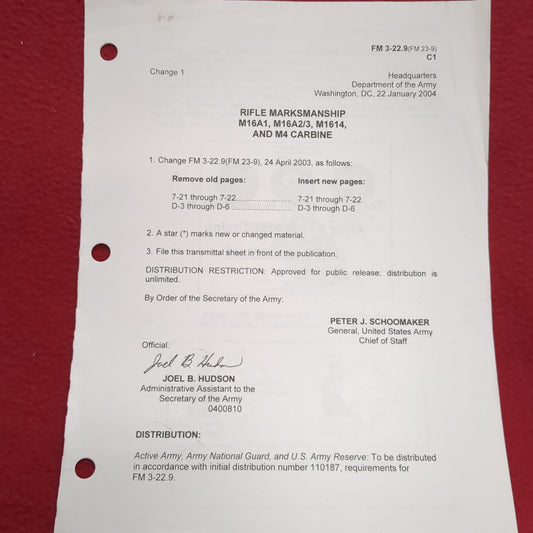 FM 3-22.9(FM 23-9)
C1
Change 1
Headquarters
Department of the Army
Washington, DC, 22 January 2004
RIFLE MARKSMANSHIP
M16A1, M16A2/3, M1614,
AND M4 CARBINE
1. Change FM 3-22.9(FM 23-9), 24 April 2003, as follows:
Remove old pages: Insert new pages:
7-21 through 7-22........................ 7-21 through 7-22
D-3 through D-6 ........................ D-3 through D-6
2. A star (*) marks new or changed material.
3. File this transmittal sheet in front of the publication.
DISTRIBUTION RESTRICTION: Approved for public release; distribution is
unlimited.
By Order of the Secretary of the Army:
PETER J. SCHOOMAKER
General, United States Army
Chief of Staff
Official:
Joel B. Hudson
JOEL B. HUDSON
Administrative Assistant to the
Secretary of the Army
0400810
DISTRIBUTION:
Active Army, Army National Guard, and U.S. Army Reserve: To be distributed
in accordance with initial distribution number 110187, requirements for
FM 3-22.9.